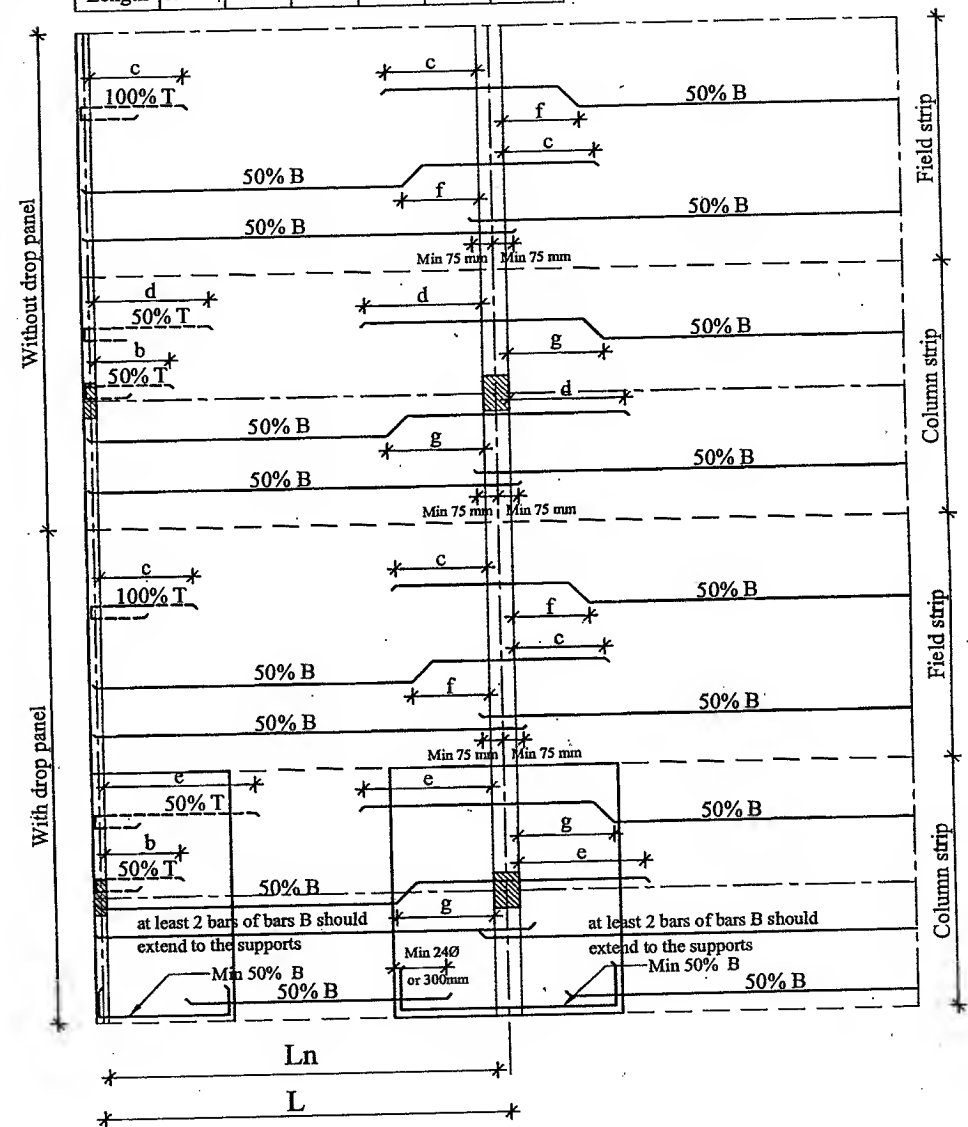 Length
c c
100% T 50% B
f
c
50% B
f 50% B
50% B
Min 75 mm Min 75 mm
d d
50% T 50% B
b g
50% T
d
50% B
g 50% B
50% B
Min 75 mm Min 75 mm
c c
100% T 50% B
f
c
50% B
f 50% B
50% B
Min 75 mm Min 75 mm
e e
50% T 50% B
b g
e
50% T 50% B
g
at least 2 bars of bars B should
extend to the supports
at least 2 bars of bars B should
extend to the supports
Min 24Ø
or 300mm
Min 50% B Min 50% B
50% B 50% B
Ln
L
Without drop panel
With drop panel
Field strip
Column strip
Field strip
Column strip